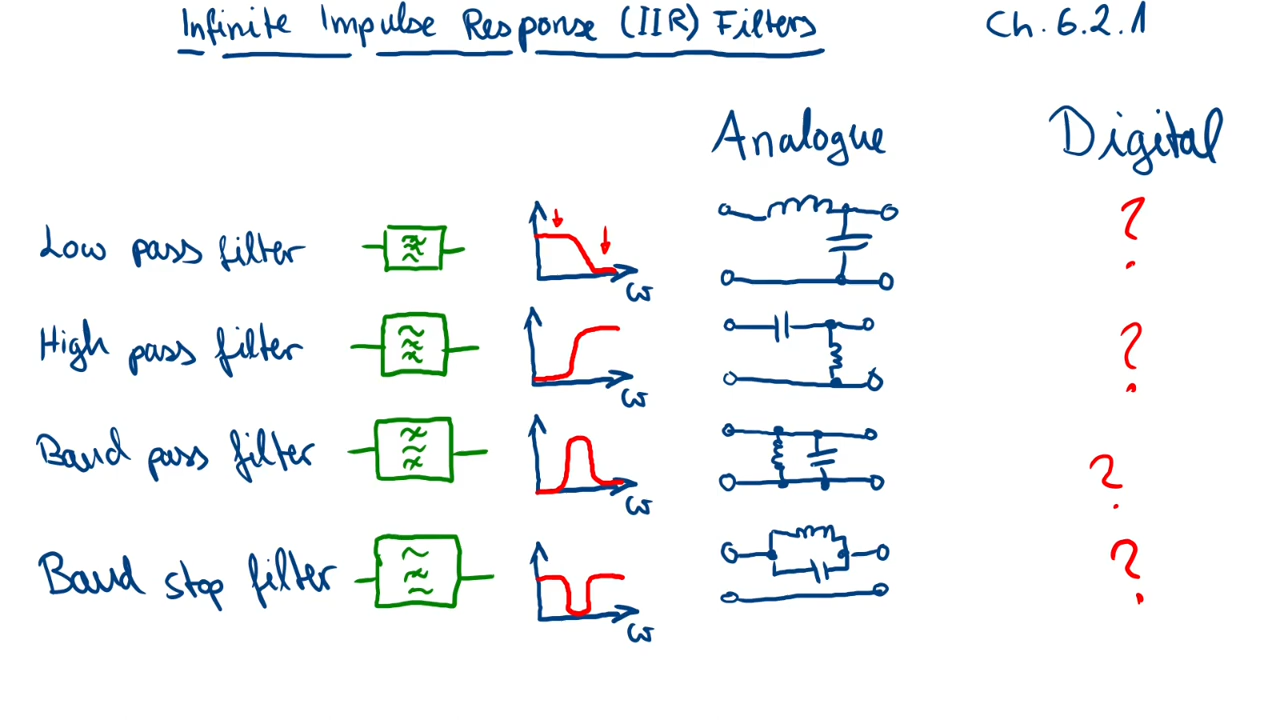 Infinite Impulse Response (IIR) Filters Ch. 6.2.1
Analogue Digital
Low pass filter ω ?
High pass filter ω ?
Band pass filter ω ?
Band stop filter ω ?